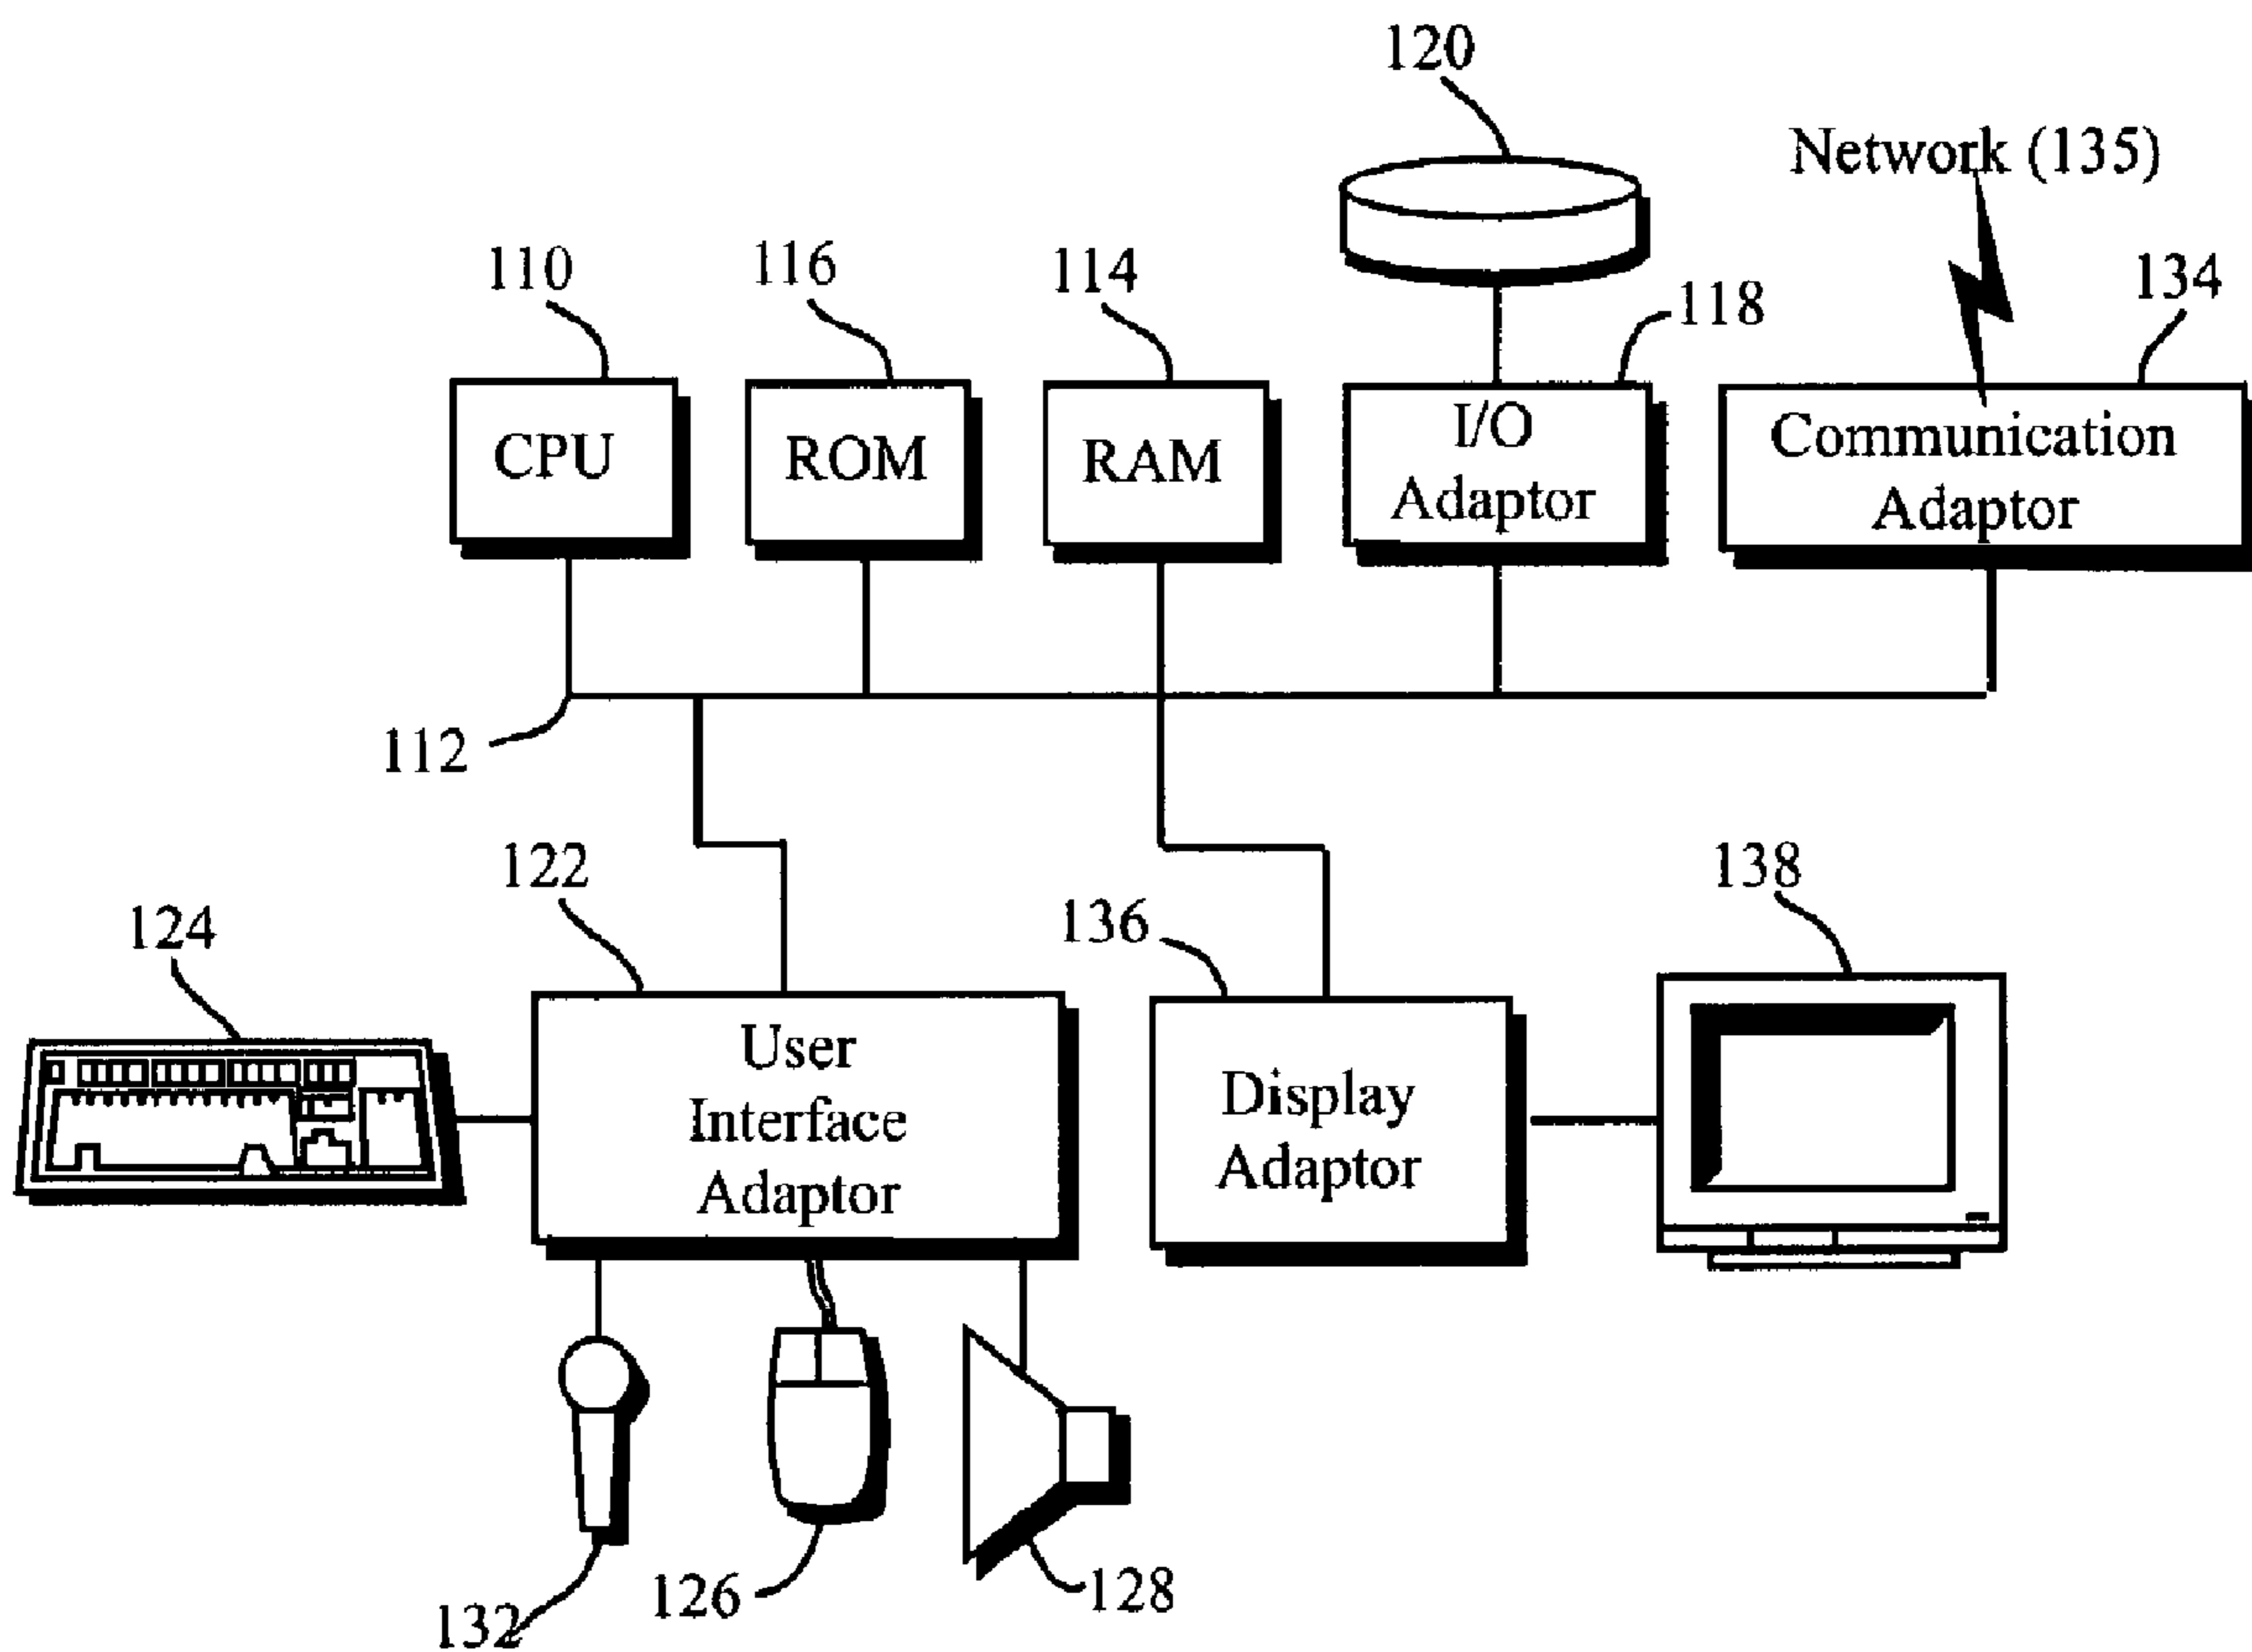 120
Network (135)
110
116
114
118
134
CPU
ROM
RAM
I/O
Adaptor
Communication
Adaptor
112
122
124
136
138
User
Interface
Adaptor
Display
Adaptor
132
126
128